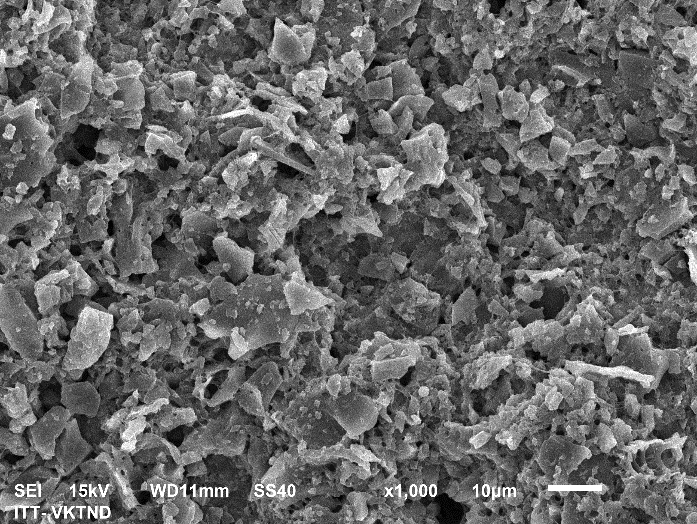 SEI 15kV WD11mm SS40 x1,000 10µm
ITT-VKTND